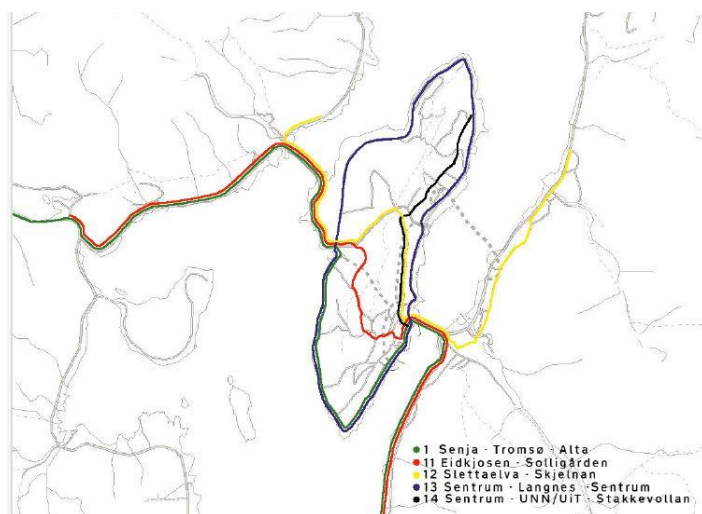 1 Senja - Tromsø - Alta
11 Eidkjosen - Solligården
12 Slettaelva - Skjelnan
13 Sentrum - Langnes - Sentrum
14 Sentrum - UNN/UiT - Stakkevollan